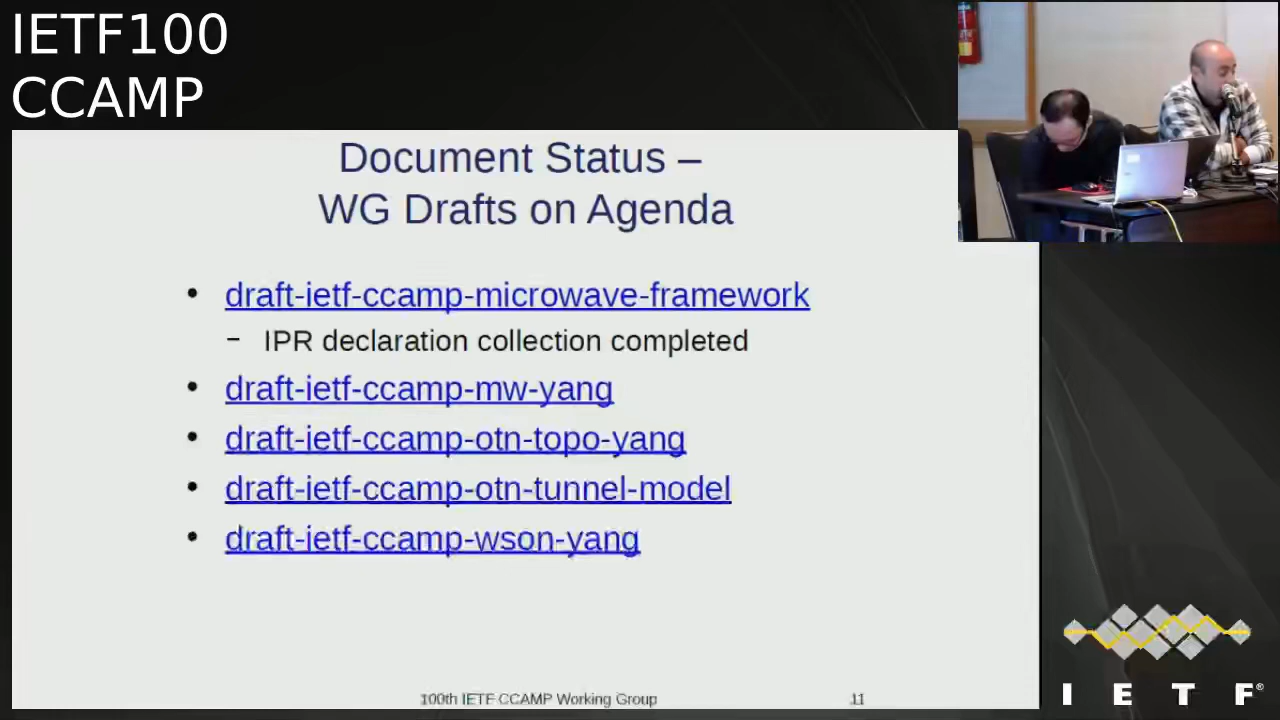 IETF100
CCAMP
Document Status –
WG Drafts on Agenda
• draft-ietf-ccamp-microwave-framework
– IPR declaration collection completed
• draft-ietf-ccamp-mw-yang
• draft-ietf-ccamp-otn-topo-yang
• draft-ietf-ccamp-otn-tunnel-model
• draft-ietf-ccamp-wson-yang
100th IETF CCAMP Working Group 11
I E T F®